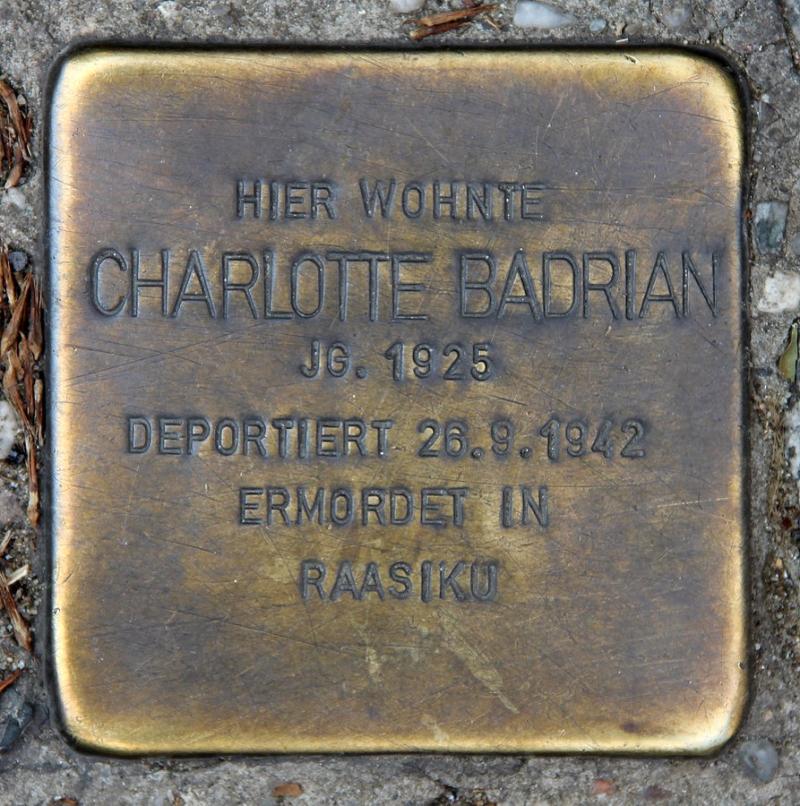 HIER WOHNTE
CHARLOTTE BADRIAN
JG. 1925
DEPORTIERT 26.9.1942
ERMORDET IN
RAASIKU